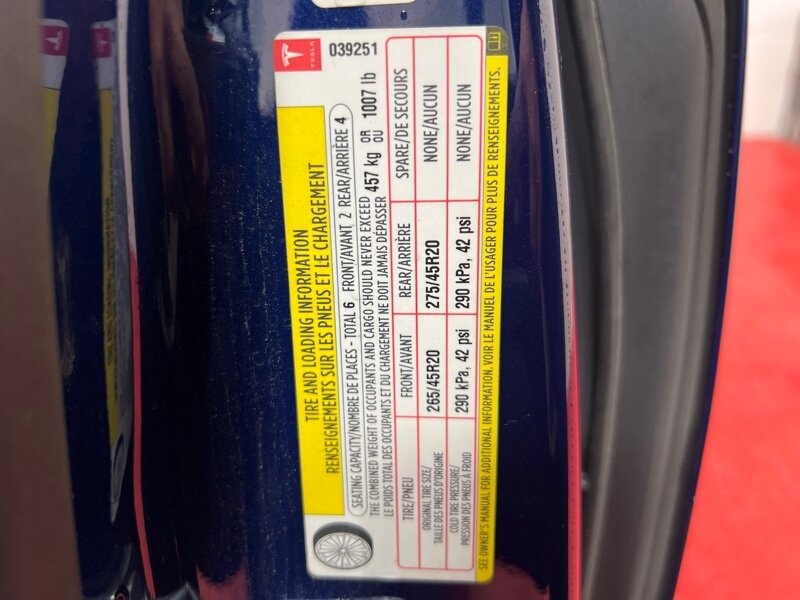 TESLA
039251
TIRE AND LOADING INFORMATION
RENSEIGNEMENTS SUR LES PNEUS ET LE CHARGEMENT
SEATING CAPACITY/NOMBRE DE PLACES - TOTAL 6 FRONT/AVANT 2 REAR/ARRIÈRE 4
THE COMBINED WEIGHT OF OCCUPANTS AND CARGO SHOULD NEVER EXCEED 457 kg OR 1007 lb
LE POIDS TOTAL DES OCCUPANTS ET DU CHARGEMENT NE DOIT JAMAIS DÉPASSER OU
TIRE/PNEU FRONT/AVANT REAR/ARRIÈRE SPARE/DE SECOURS
ORIGINAL TIRE SIZE/
TAILLE DES PNEUS D'ORIGINE
265/45R20 275/45R20 NONE/AUCUN
COLD TIRE PRESSURE/
PRESSION DES PNEUS À FROID
290 kPa, 42 psi 290 kPa, 42 psi NONE/AUCUN
SEE OWNER'S MANUAL FOR ADDITIONAL INFORMATION. VOIR LE MANUEL DE L'USAGER POUR PLUS DE RENSEIGNEMENTS.